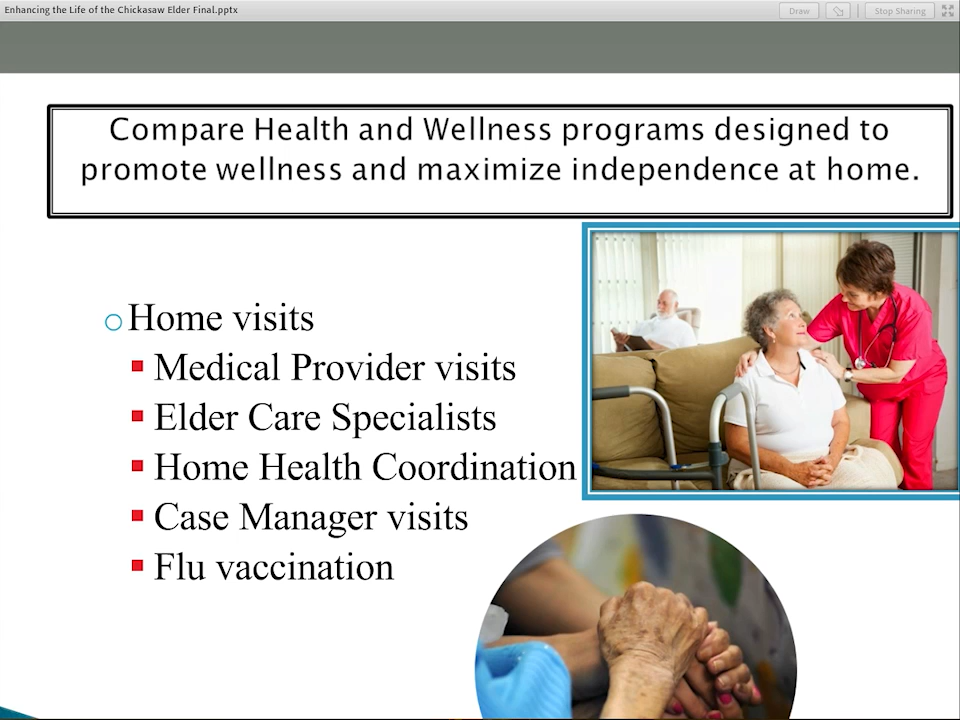 Enhancing the Life of the Chickasaw Elder Final.pptx
Draw
Stop Sharing
Compare Health and Wellness programs designed to
promote wellness and maximize independence at home.
Home visits
Medical Provider visits
Elder Care Specialists
Home Health Coordination
Case Manager visits
Flu vaccination